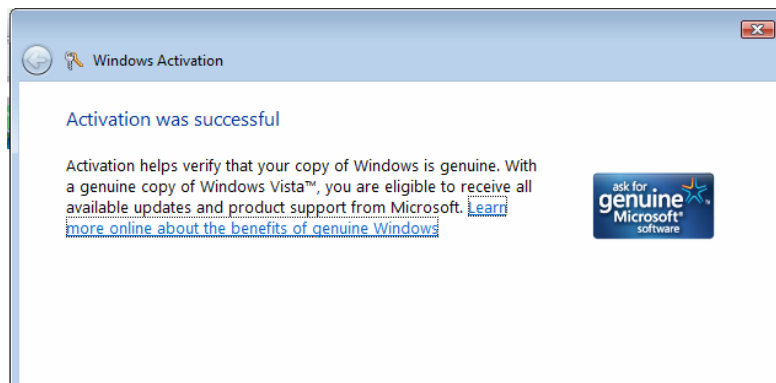 Windows Activation
Activation was successful
Activation helps verify that your copy of Windows is genuine. With
a genuine copy of Windows Vista™, you are eligible to receive all
available updates and product support from Microsoft. Learn
more online about the benefits of genuine Windows
ask for
genuine
Microsoft®
software